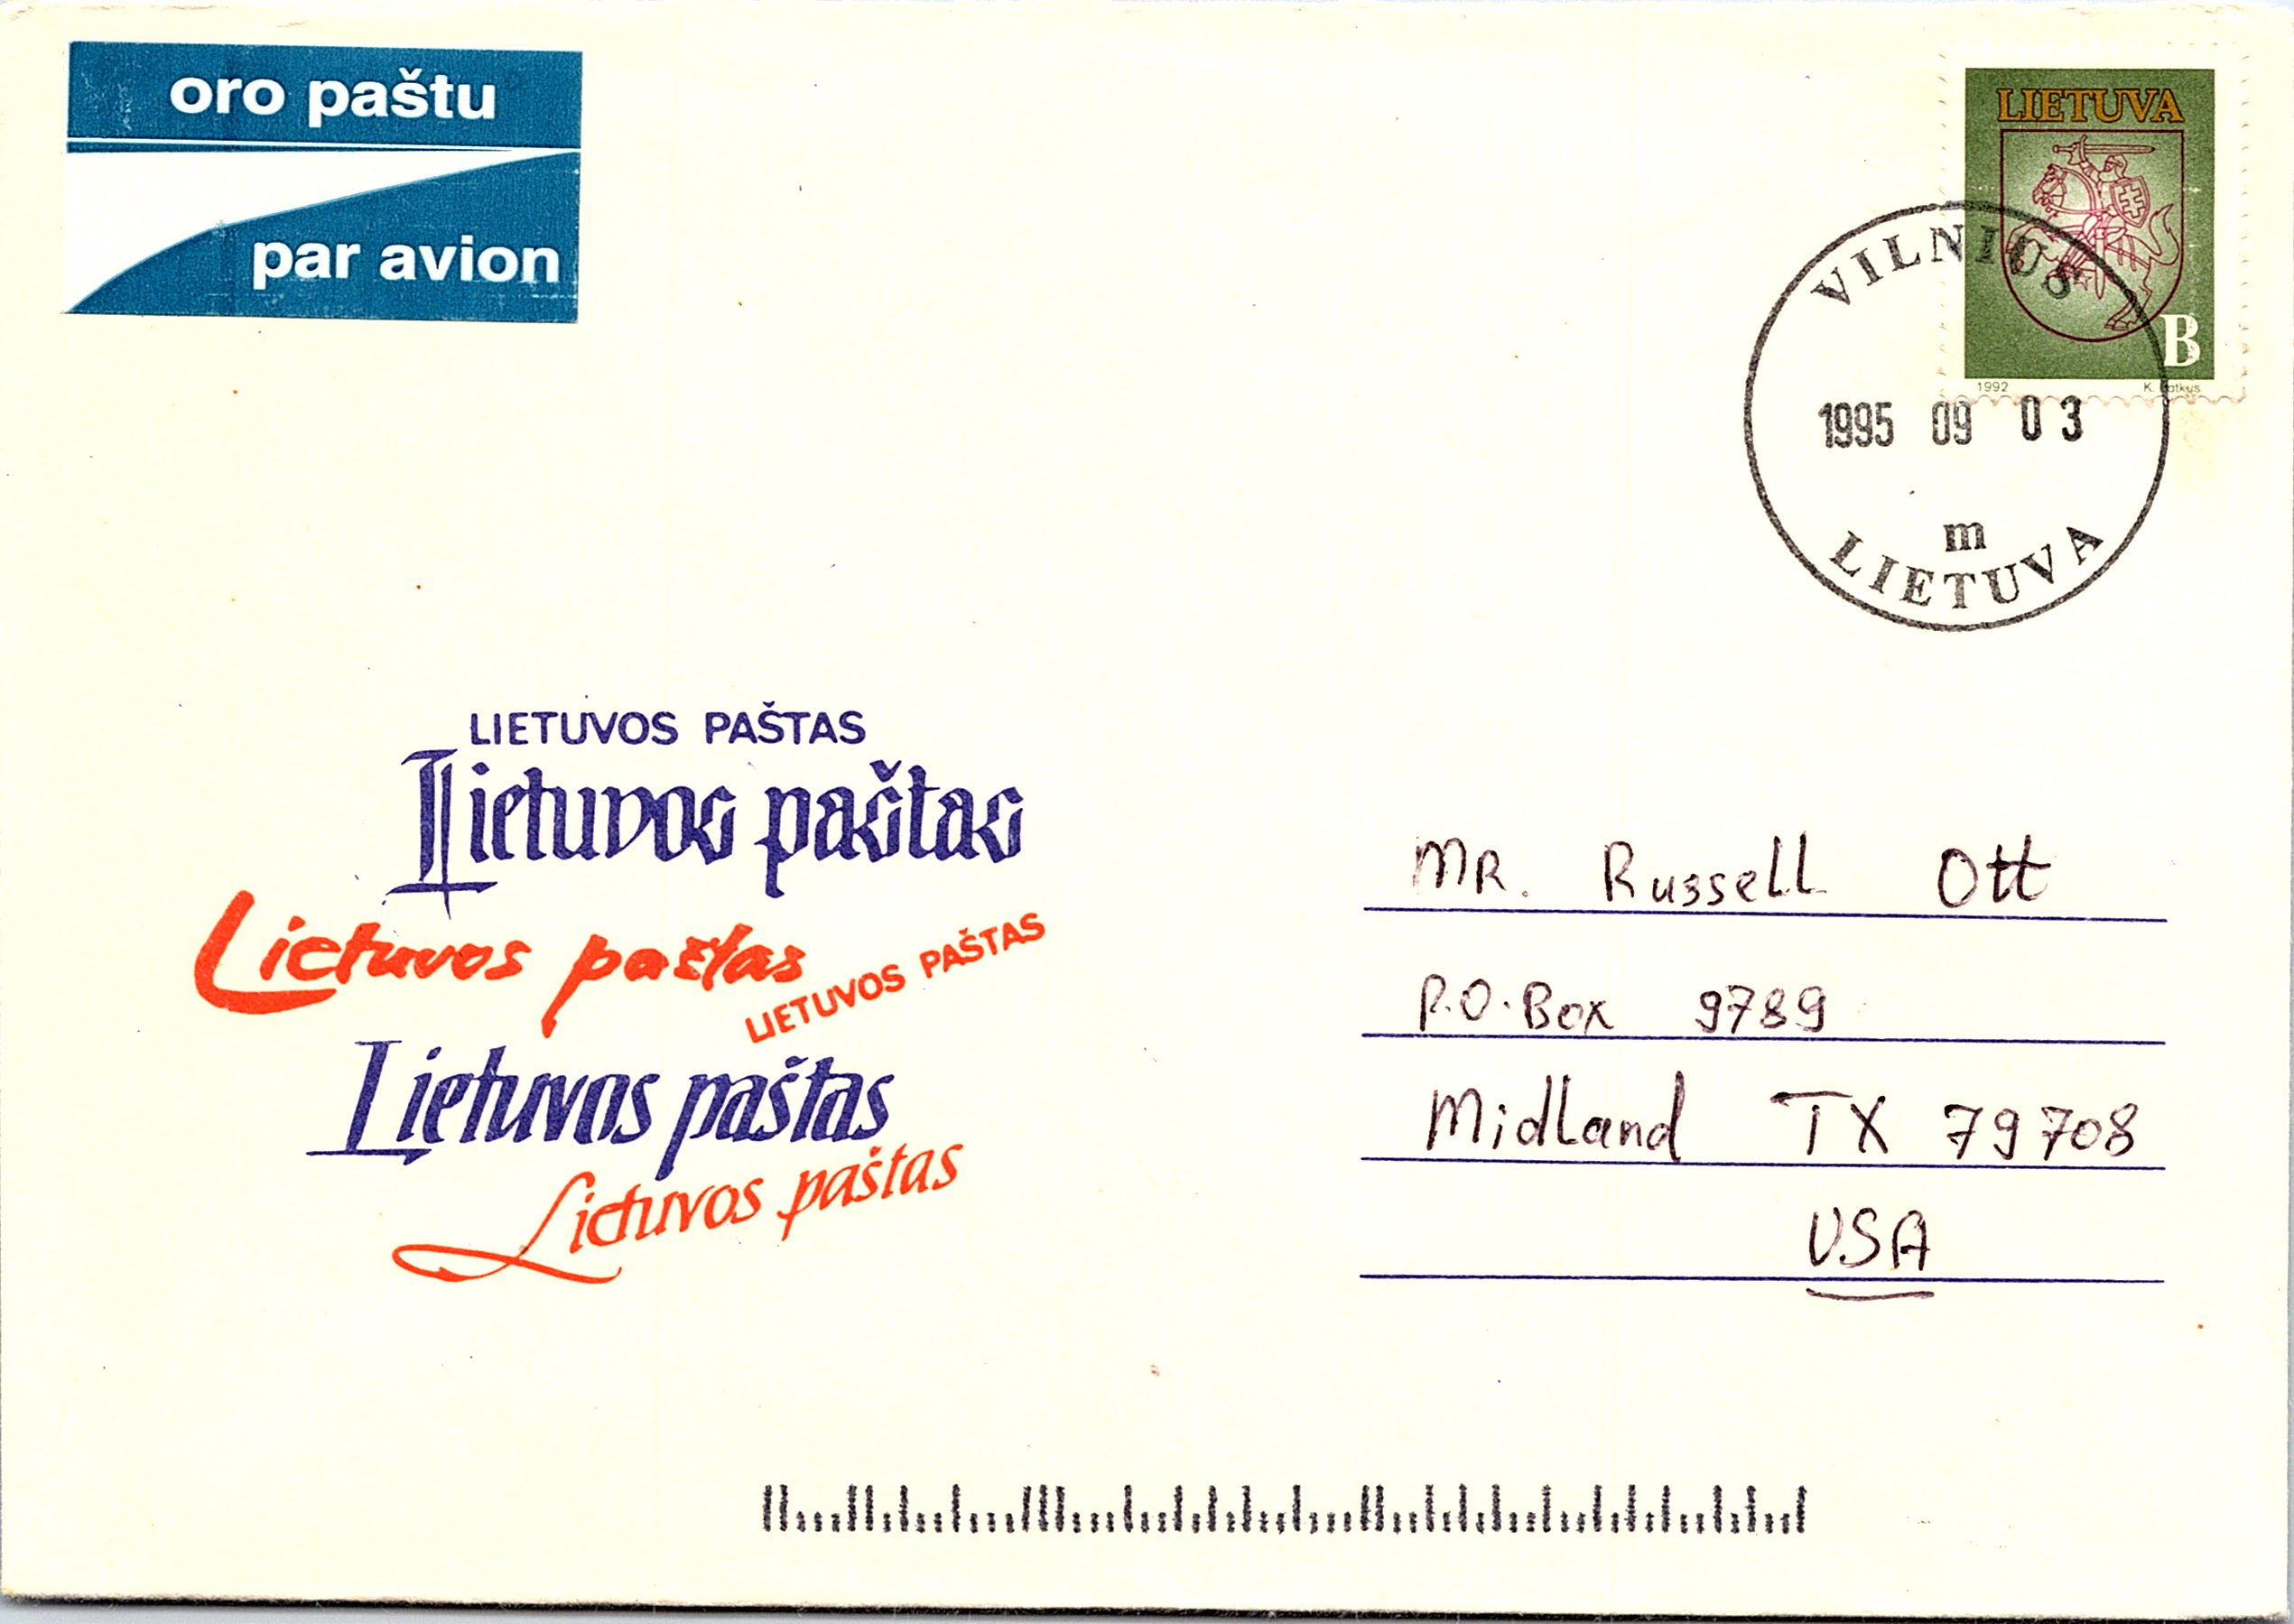 oro paštu
par avion
LIETUVA
B
1992 K. Ratkus
VILNIUS
1995 09 03
m
LIETUVA
LIETUVOS PAŠTAS
Lietuvos paštas
Lietuvos paštas
LIETUVOS PAŠTAS
Lietuvos paštas
Lietuvos paštas
MR. Russell Ott
P.O. Box 9789
Midland TX 79708
USA